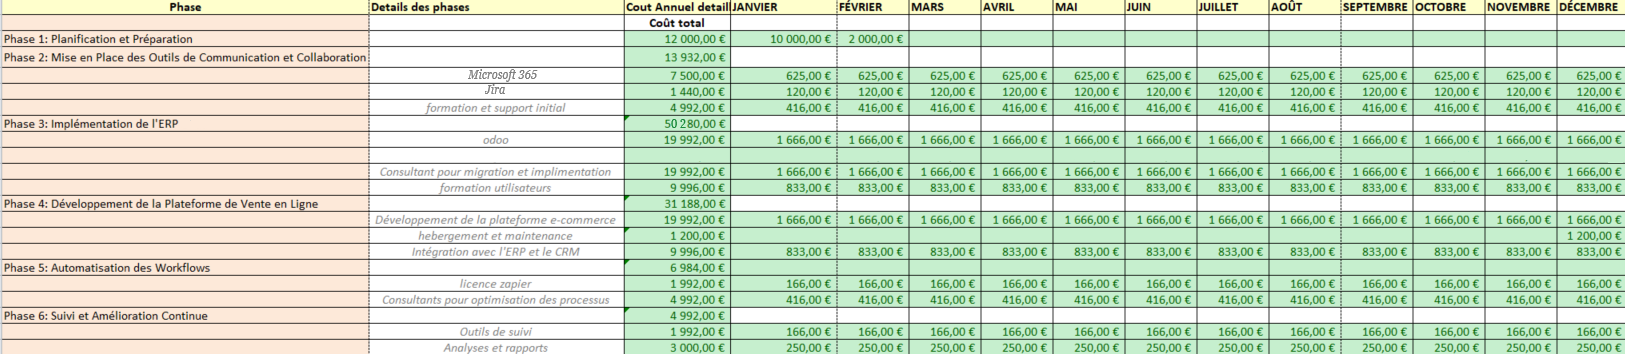 Phase Details des phases Cout Annuel detaill JANVIER FÉVRIER MARS AVRIL MAI JUIN JUILLET AOÛT SEPTEMBRE OCTOBRE NOVEMBRE DÉCEMBRE
Coût total
Phase 1: Planification et Préparation 12 000,00 € 10 000,00 € 2 000,00 €
Phase 2: Mise en Place des Outils de Communication et Collaboration 13 932,00 €
Microsoft 365 7 500,00 € 625,00 € 625,00 € 625,00 € 625,00 € 625,00 € 625,00 € 625,00 € 625,00 € 625,00 € 625,00 € 625,00 € 625,00 €
Jira 1 440,00 € 120,00 € 120,00 € 120,00 € 120,00 € 120,00 € 120,00 € 120,00 € 120,00 € 120,00 € 120,00 € 120,00 € 120,00 €
formation et support initial 4 992,00 € 416,00 € 416,00 € 416,00 € 416,00 € 416,00 € 416,00 € 416,00 € 416,00 € 416,00 € 416,00 € 416,00 € 416,00 €
Phase 3: Implémentation de l'ERP 50 280,00 €
odoo 19 992,00 € 1 666,00 € 1 666,00 € 1 666,00 € 1 666,00 € 1 666,00 € 1 666,00 € 1 666,00 € 1 666,00 € 1 666,00 € 1 666,00 € 1 666,00 € 1 666,00 €
Consultant pour migration et implimentation 19 992,00 € 1 666,00 € 1 666,00 € 1 666,00 € 1 666,00 € 1 666,00 € 1 666,00 € 1 666,00 € 1 666,00 € 1 666,00 € 1 666,00 € 1 666,00 € 1 666,00 €
formation utilisateurs 9 996,00 € 833,00 € 833,00 € 833,00 € 833,00 € 833,00 € 833,00 € 833,00 € 833,00 € 833,00 € 833,00 € 833,00 € 833,00 €
Phase 4: Développement de la Plateforme de Vente en Ligne 31 188,00 €
Développement de la plateforme e-commerce 19 992,00 € 1 666,00 € 1 666,00 € 1 666,00 € 1 666,00 € 1 666,00 € 1 666,00 € 1 666,00 € 1 666,00 € 1 666,00 € 1 666,00 € 1 666,00 € 1 666,00 €
hebergement et maintenance 1 200,00 € 1 200,00 €
Intégration avec l'ERP et le CRM 9 996,00 € 833,00 € 833,00 € 833,00 € 833,00 € 833,00 € 833,00 € 833,00 € 833,00 € 833,00 € 833,00 € 833,00 € 833,00 €
Phase 5: Automatisation des Workflows 6 984,00 €
licence zapier 1 992,00 € 166,00 € 166,00 € 166,00 € 166,00 € 166,00 € 166,00 € 166,00 € 166,00 € 166,00 € 166,00 € 166,00 € 166,00 €
Consultants pour optimisation des processus 4 992,00 € 416,00 € 416,00 € 416,00 € 416,00 € 416,00 € 416,00 € 416,00 € 416,00 € 416,00 € 416,00 € 416,00 € 416,00 €
Phase 6: Suivi et Amélioration Continue 4 992,00 €
Outils de suivi 1 992,00 € 166,00 € 166,00 € 166,00 € 166,00 € 166,00 € 166,00 € 166,00 € 166,00 € 166,00 € 166,00 € 166,00 € 166,00 €
Analyses et rapports 3 000,00 € 250,00 € 250,00 € 250,00 € 250,00 € 250,00 € 250,00 € 250,00 € 250,00 € 250,00 € 250,00 € 250,00 € 250,00 €